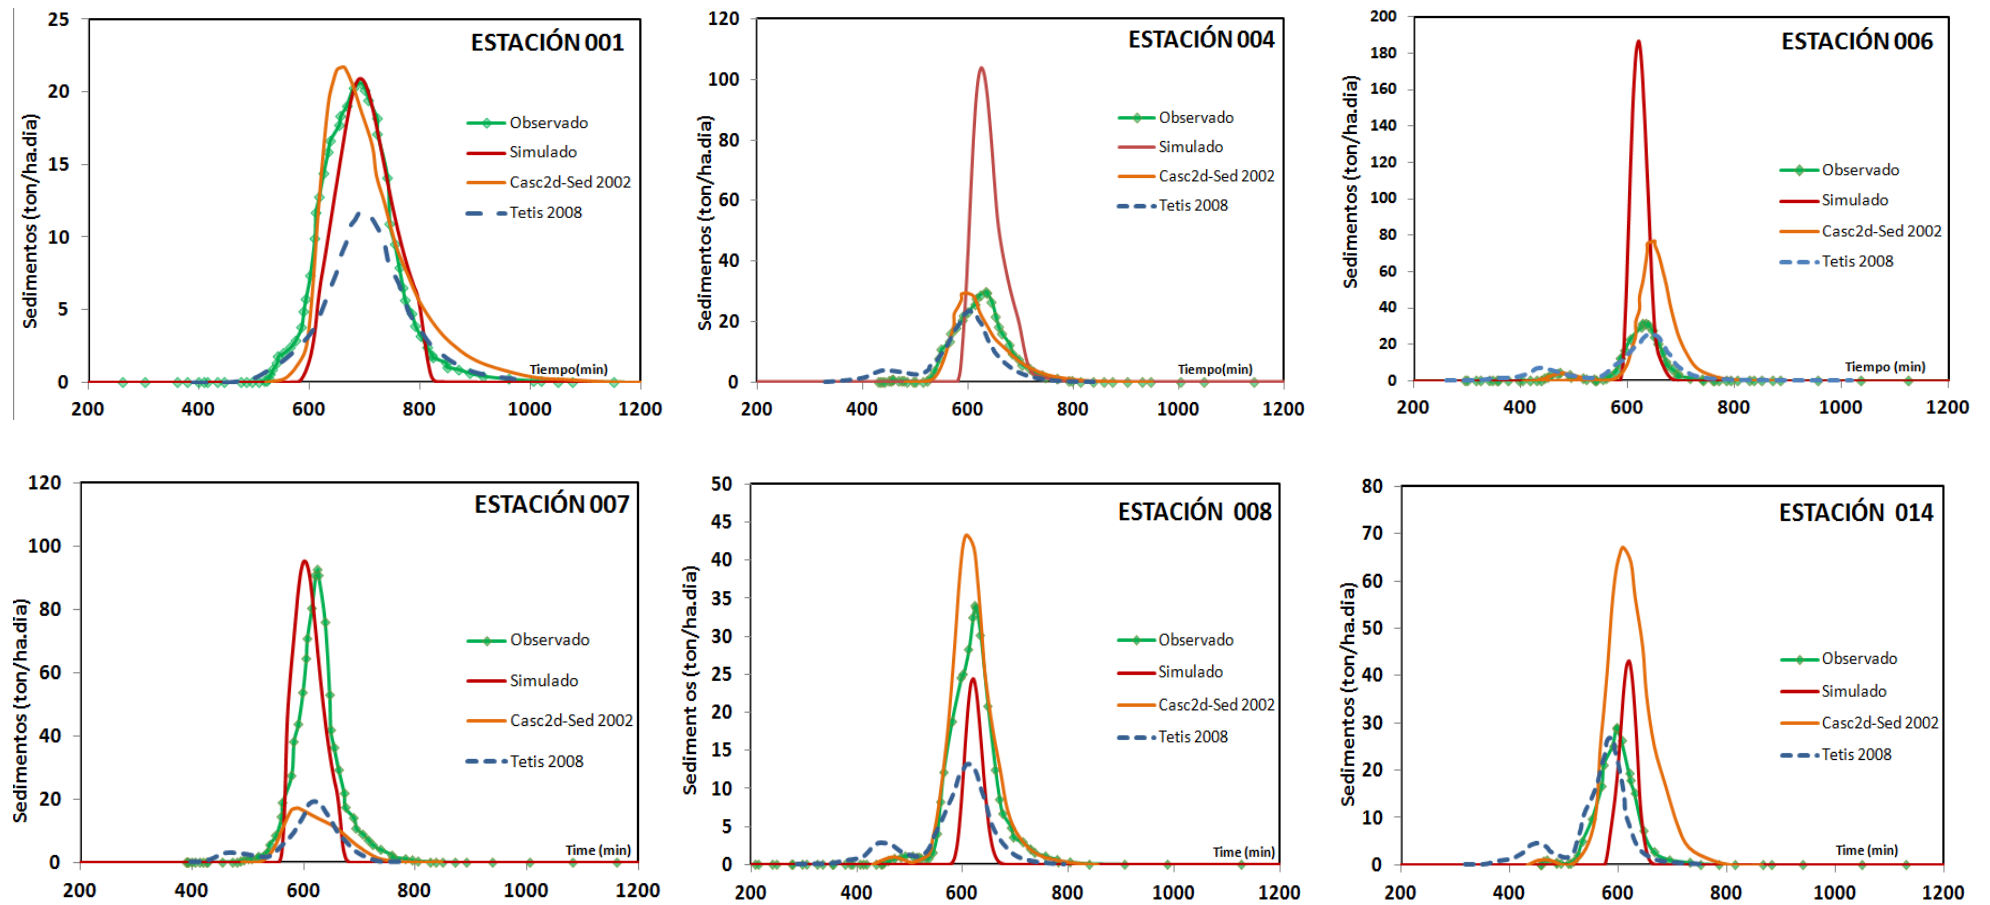 ESTACIÓN 001
Sedimentos (ton/ha.dia)
25
20
15
10
5
0
Observado
Simulado
Casc2d-Sed 2002
Tetis 2008
Tiempo(min)
200 400 600 800 1000 1200
ESTACIÓN 004
Sedimentos (ton/ha.dia)
120
100
80
60
40
20
0
Observado
Simulado
Casc2d-Sed 2002
Tetis 2008
Tiempo(min)
200 400 600 800 1000 1200
ESTACIÓN 006
Sedimentos (ton/ha.dia)
200
180
160
140
120
100
80
60
40
20
0
Observado
Simulado
Casc2d-Sed 2002
Tetis 2008
Tiempo (min)
200 400 600 800 1000 1200
ESTACIÓN 007
Sedimentos (ton/ha.dia)
120
100
80
60
40
20
0
Observado
Simulado
Casc2d-Sed 2002
Tetis 2008
Time (min)
200 400 600 800 1000 1200
ESTACIÓN 008
Sediment os (ton/ha.dia)
50
45
40
35
30
25
20
15
10
5
0
Observado
Simulado
Casc2d-Sed 2002
Tetis 2008
Time (min)
200 400 600 800 1000 1200
ESTACIÓN 014
Sedimentos (ton/ha.dia)
80
70
60
50
40
30
20
10
0
Observado
Simulado
Casc2d-Sed 2002
Tetis 2008
Time (min)
200 400 600 800 1000 1200